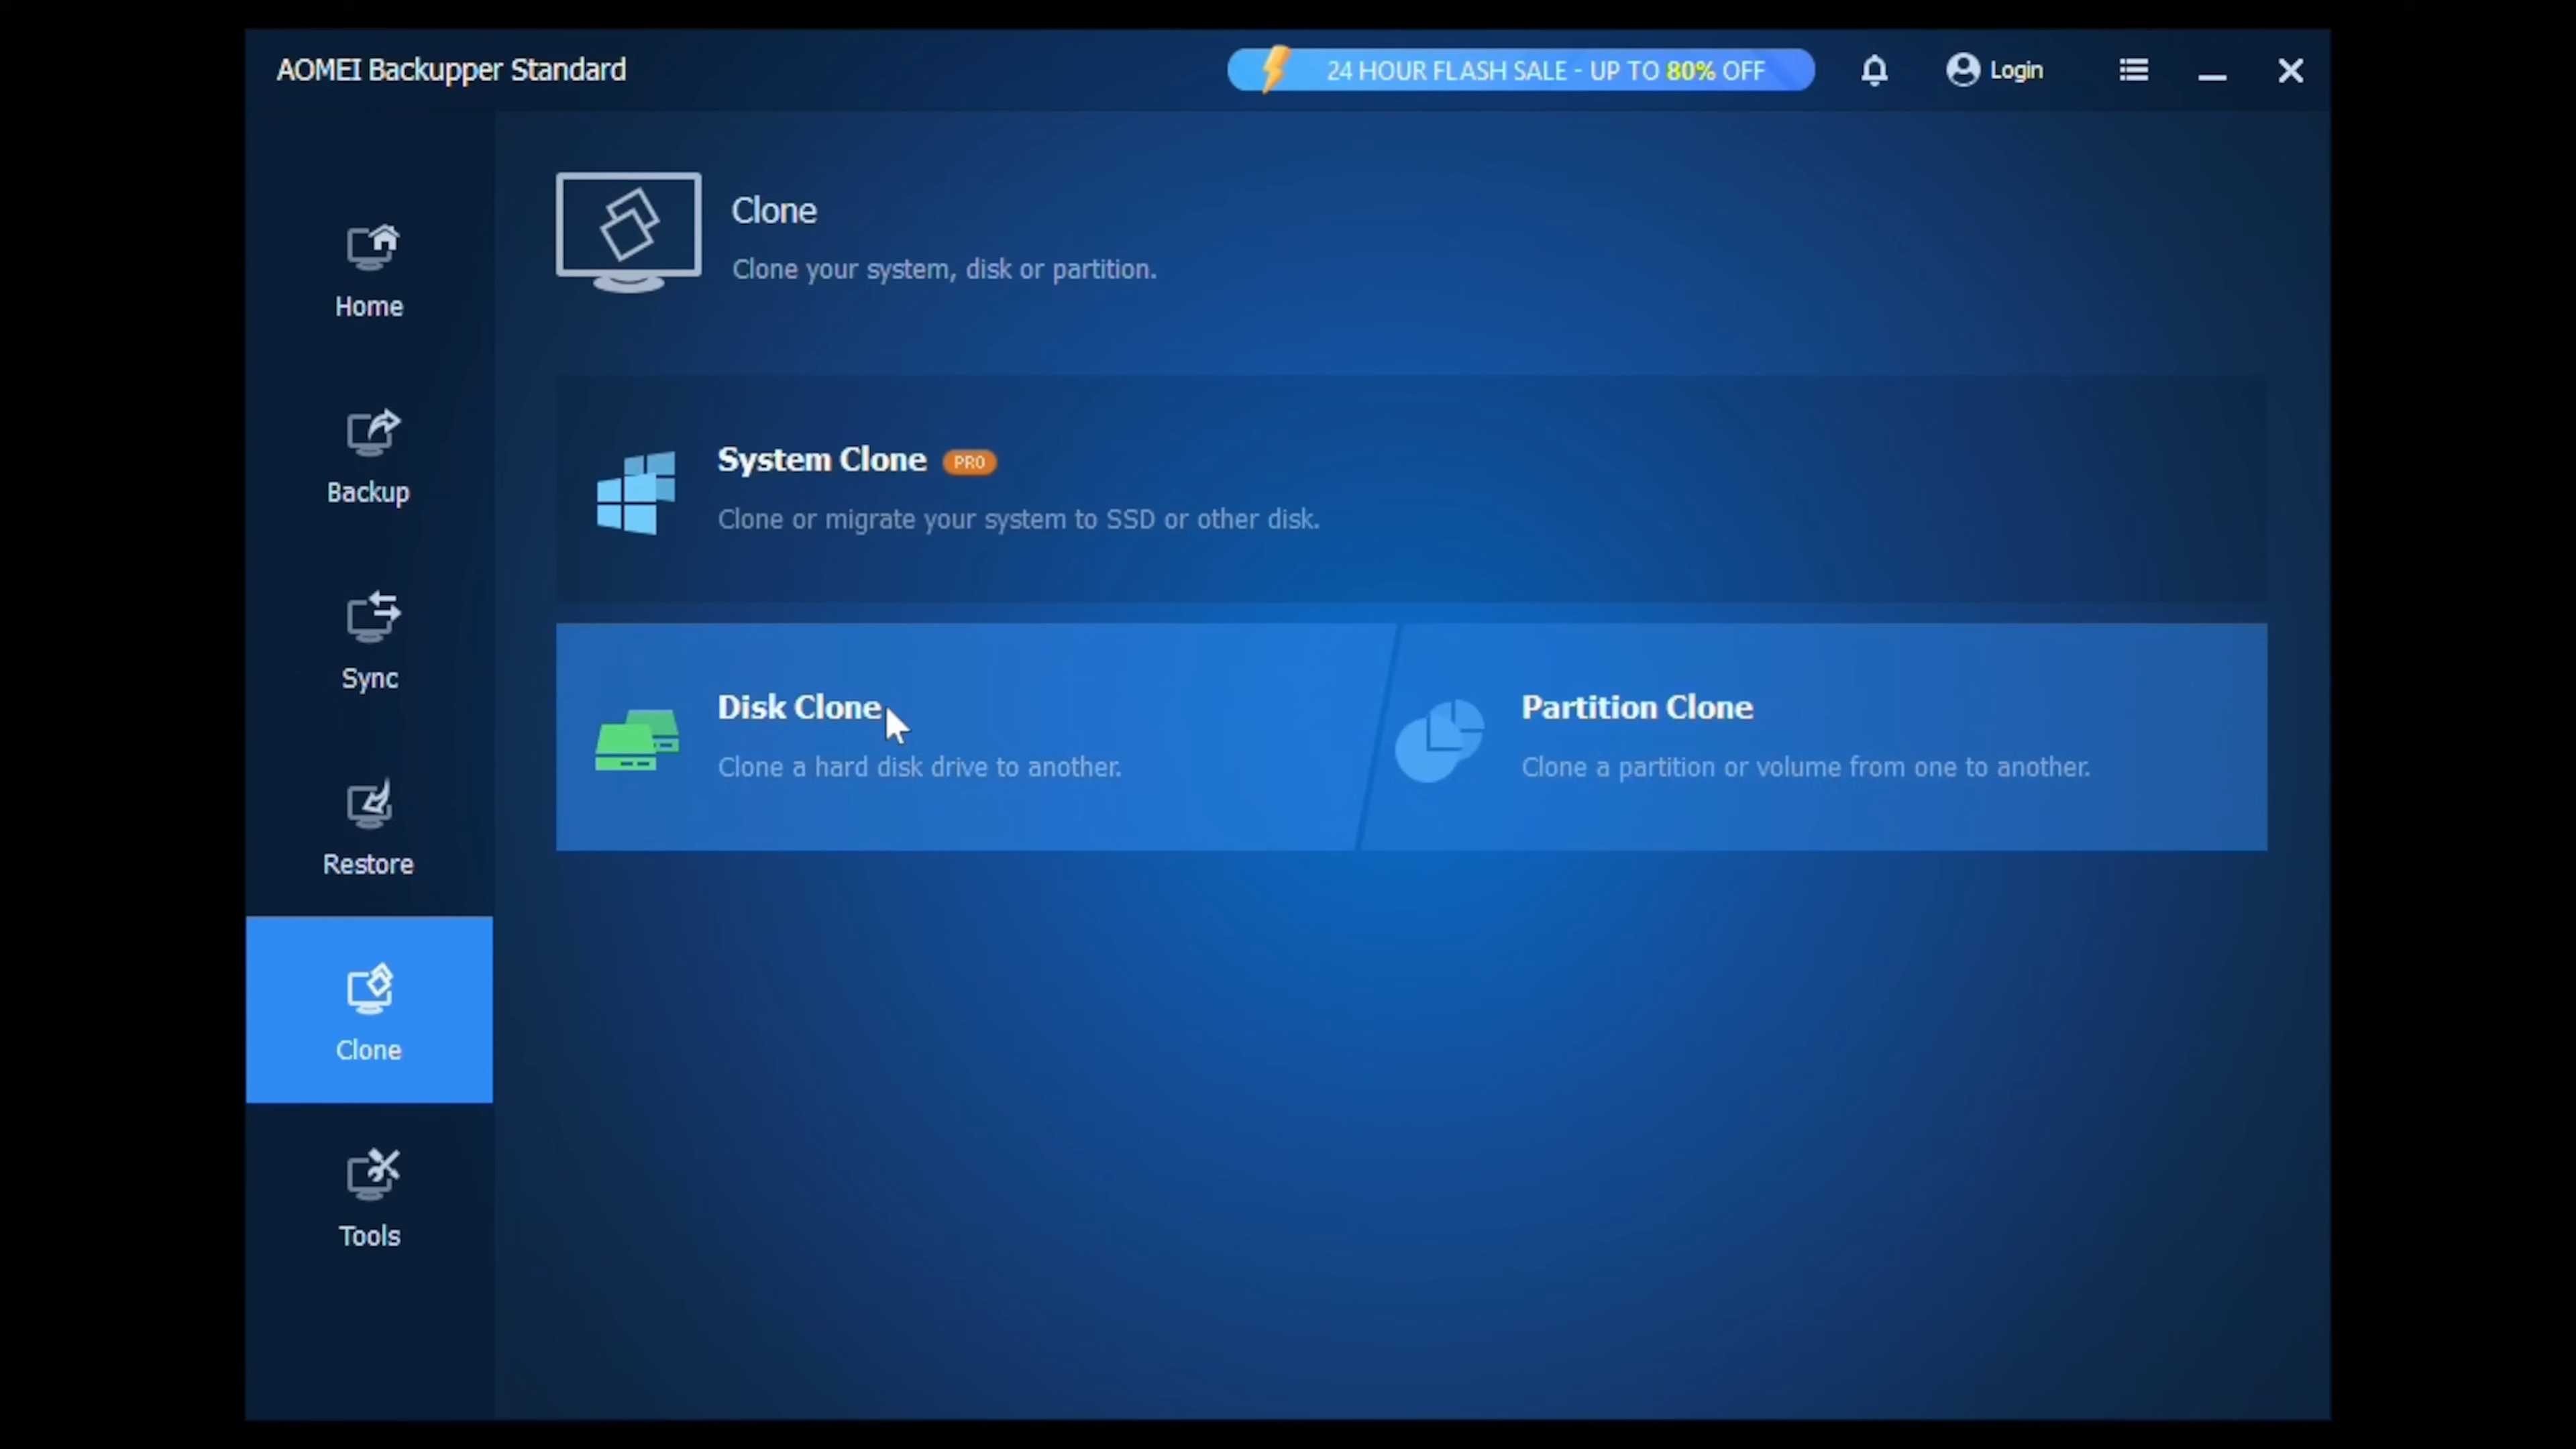 AOMEI Backupper Standard
24 HOUR FLASH SALE - UP TO 80% OFF
Login
Home
Backup
Sync
Restore
Clone
Tools
Clone
Clone your system, disk or partition.
System Clone PRO
Clone or migrate your system to SSD or other disk.
Disk Clone
Clone a hard disk drive to another.
Partition Clone
Clone a partition or volume from one to another.